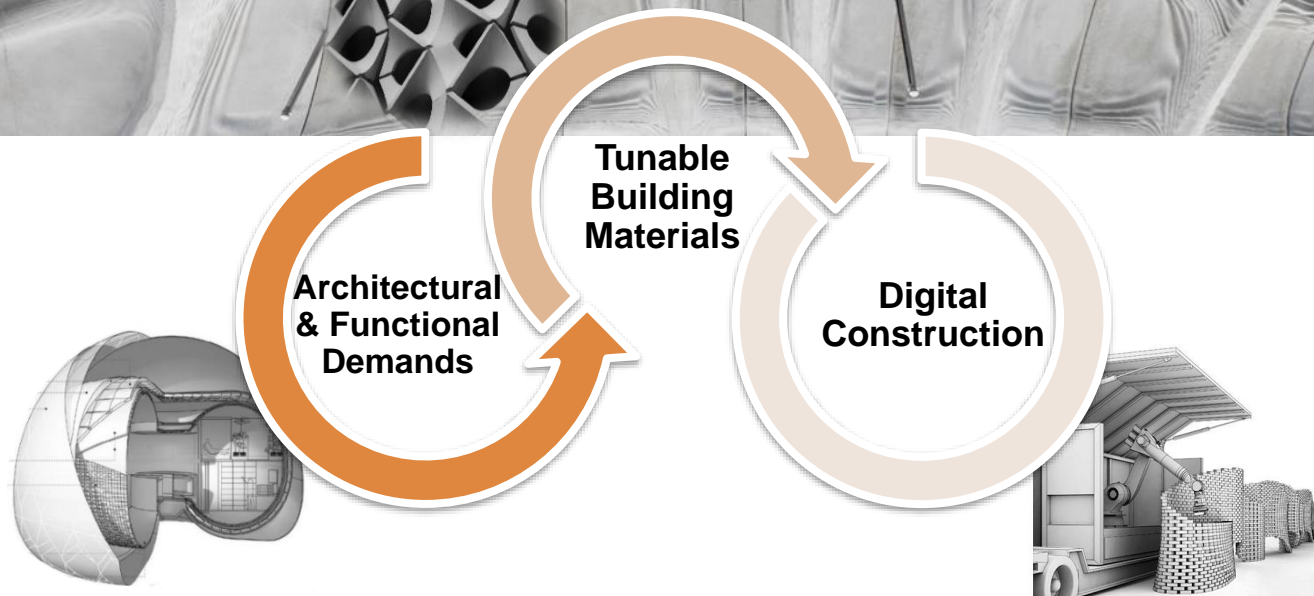 Architectural
& Functional
Demands
Tunable
Building
Materials
Digital
Construction